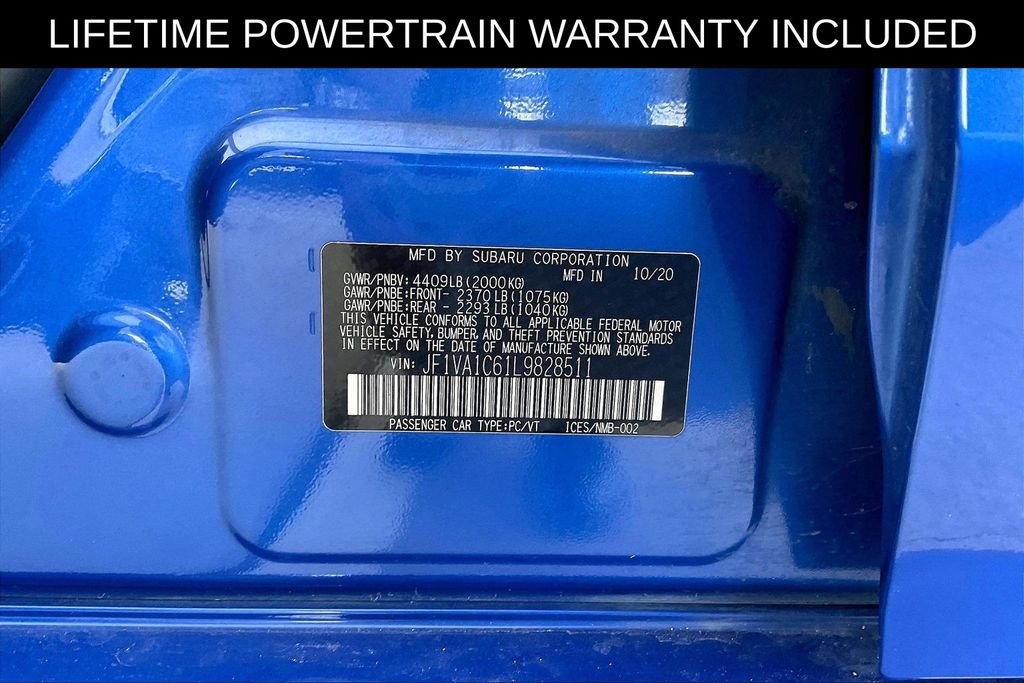 LIFETIME POWERTRAIN WARRANTY INCLUDED
MFD BY SUBARU CORPORATION
MFD IN 10/20
GVWR/PNBV: 4409LB(2000KG)
GAWR/PNBE:FRONT- 2370LB(1075KG)
GAWR/PNBE:REAR - 2293LB(1040KG)
THIS VEHICLE CONFORMS TO ALL APPLICABLE FEDERAL MOTOR
VEHICLE SAFETY, BUMPER, AND THEFT PREVENTION STANDARDS
IN EFFECT ON THE DATE OF MANUFACTURE SHOWN ABOVE.
VIN: JF1VA1C61L9828511
PASSENGER CAR TYPE:PC/VT ICES/NMB-002